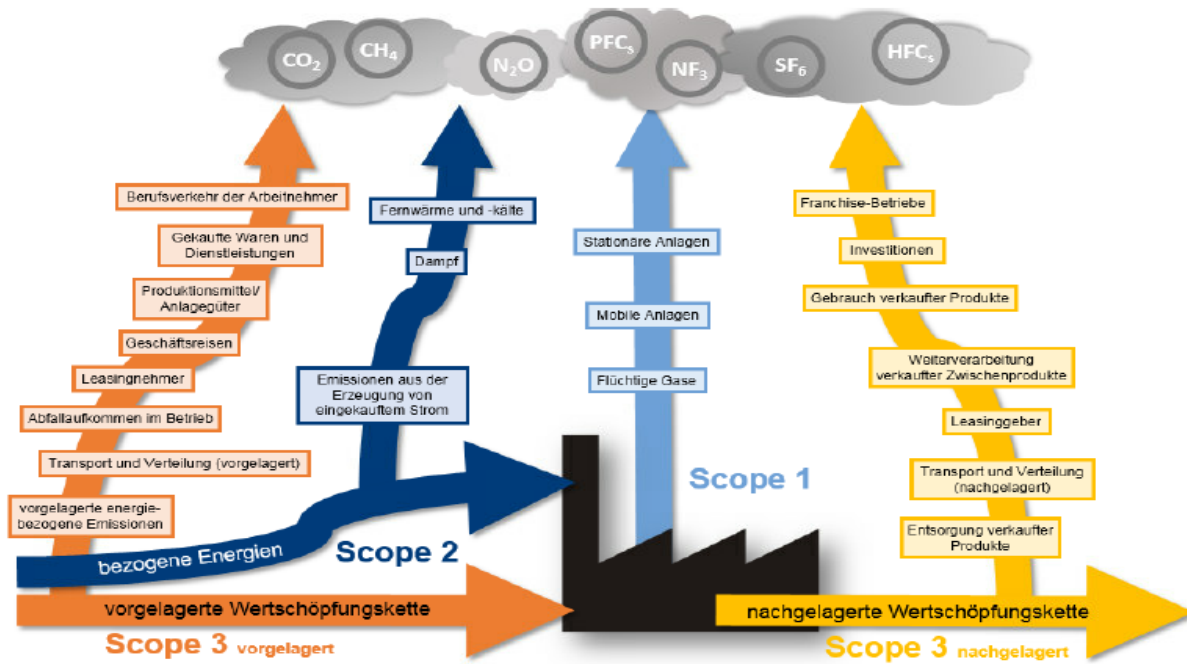 CO₂
CH₄
N₂O
PFCₛ
NF₃
SF₆
HFCₛ
Berufsverkehr der Arbeitnehmer
Gekaufte Waren und
Dienstleistungen
Produktionsmittel/
Anlagegüter
Geschäftsreisen
Leasingnehmer
Abfallaufkommen im Betrieb
Transport und Verteilung (vorgelagert)
vorgelagerte energie-
bezogene Emissionen
Fernwärme und -kälte
Dampf
Emissionen aus der
Erzeugung von
eingekauftem Strom
bezogene Energien
Scope 2
Stationäre Anlagen
Mobile Anlagen
Flüchtige Gase
Scope 1
Franchise-Betriebe
Investitionen
Gebrauch verkaufter Produkte
Weiterverarbeitung
verkaufter Zwischenprodukte
Leasinggeber
Transport und Verteilung
(nachgelagert)
Entsorgung verkaufter
Produkte
vorgelagerte Wertschöpfungskette
Scope 3 vorgelagert
nachgelagerte Wertschöpfungskette
Scope 3 nachgelagert